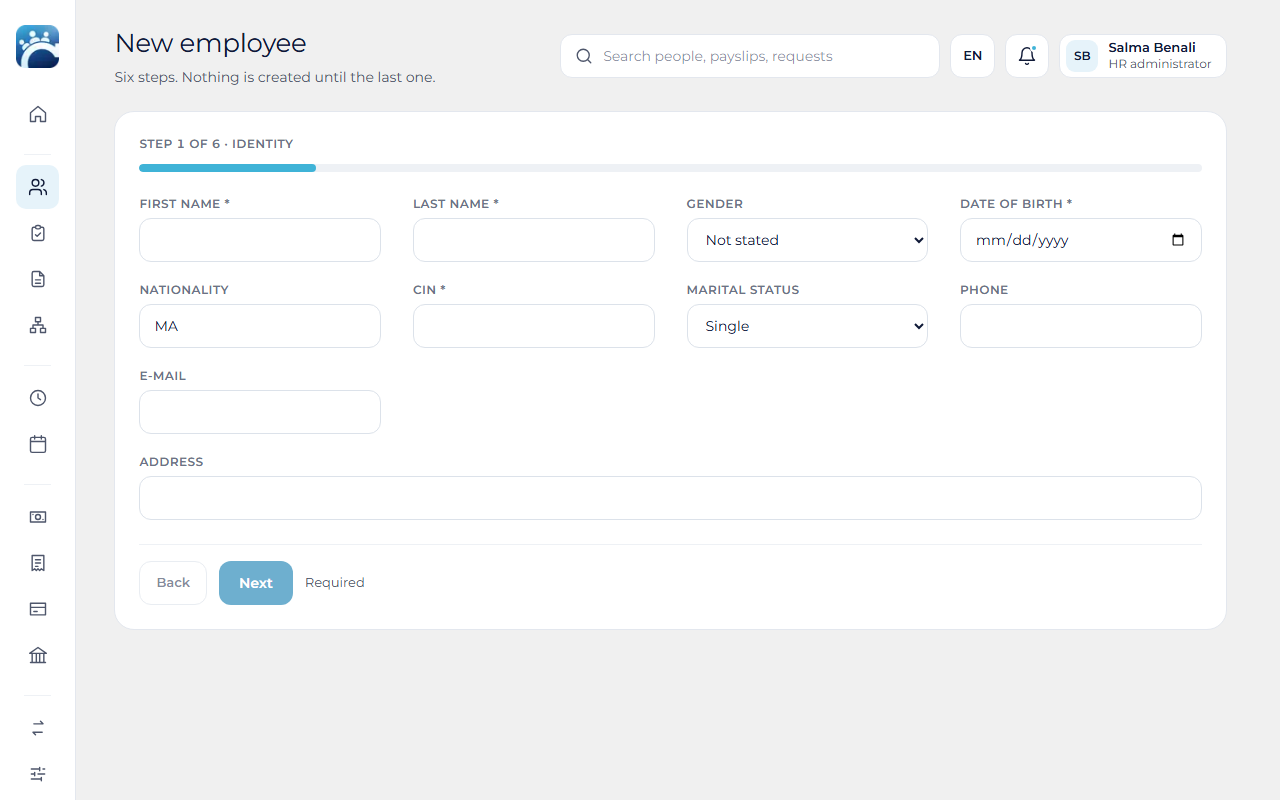 New employee
Six steps. Nothing is created until the last one.
Search people, payslips, requests
EN
SB
Salma Benali
HR administrator
STEP 1 OF 6 · IDENTITY
FIRST NAME *
LAST NAME *
GENDER
DATE OF BIRTH *
Not stated
mm/dd/yyyy
NATIONALITY
CIN *
MARITAL STATUS
PHONE
MA
Single
E-MAIL
ADDRESS
Back
Next
Required